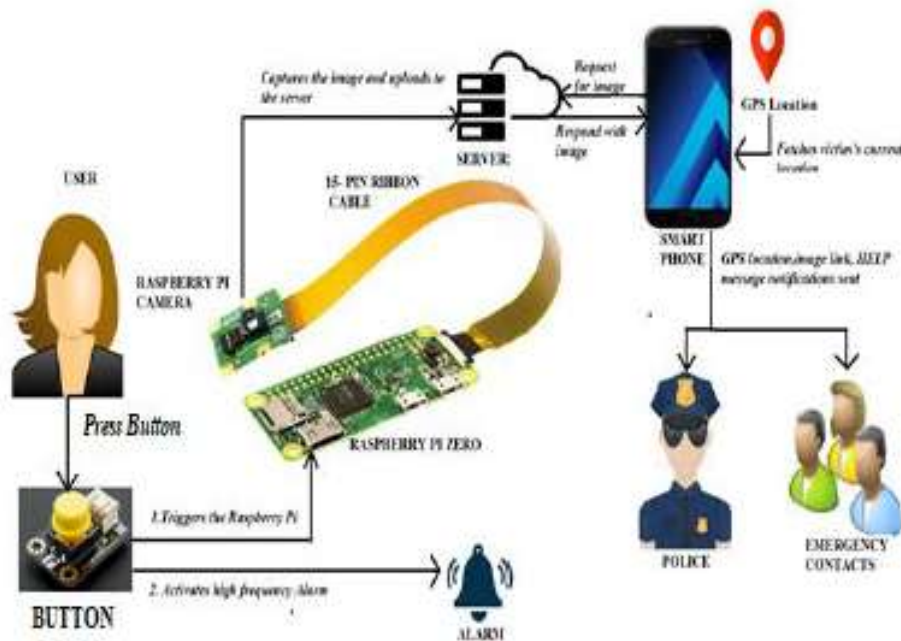 Captures the image and uploads to
the server
Request
for image
GPS Location
SERVER
Respond with
image
Fetches victim's current
location
USER
15- PIN RIBBON
CABLE
SMART
PHONE
GPS location,image link, HELP
message notifications sent
RASPBERRY PI
CAMERA
Press Button
RASPBERRY PI ZERO
1.Triggers the Raspberry Pi
2. Activates high frequency Alarm
BUTTON
ALARM
POLICE
EMERGENCY
CONTACTS